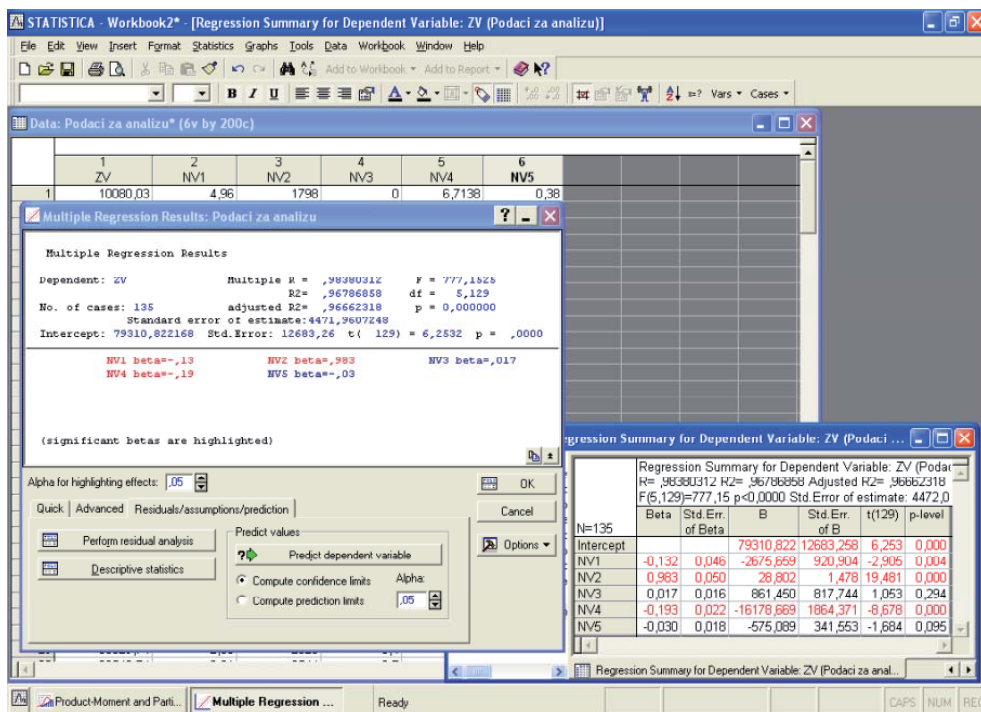 STATISTICA - Workbook2* - [Regression Summary for Dependent Variable: ZV (Podaci za analizu)]
File Edit View Insert Format Statistics Graphs Tools Data Workbook Window Help
Add to Workbook Add to Report
B I U Vars Cases
Data: Podaci za analizu* (6v by 200c)
1 2 3 4 5 6
ZV NV1 NV2 NV3 NV4 NV5
1 10080,03 4,96 1798 0 6,7138 0,38
Multiple Regression Results: Podaci za analizu
Multiple Regression Results
Dependent: ZV Multiple R = ,98380312 F = 777,1525
R2= ,96786858 df = 5,129
No. of cases: 135 adjusted R2= ,96662318 p = 0,000000
Standard error of estimate:4471,9607248
Intercept: 79310,822168 Std.Error: 12683,26 t( 129) = 6,2532 p = ,0000
NV1 beta=-,13 NV2 beta=,983 NV3 beta=,017
NV4 beta=-,19 NV5 beta=-,03
(significant betas are highlighted)
Alpha for highlighting effects: ,05
OK
Quick Advanced Residuals/assumptions/prediction
Cancel
Perform residual analysis
Descriptive statistics
Predict values
Predict dependent variable
Compute confidence limits
Compute prediction limits
Alpha:
,05
Options
egression Summary for Dependent Variable: ZV (Podaci ...
Regression Summary for Dependent Variable: ZV (Podac
R= ,98380312 R2= ,96786858 Adjusted R2= ,96662318
F(5,129)=777,15 p<0,0000 Std.Error of estimate: 4472,0
N=135 Beta Std.Err. of Beta B Std.Err. of B t(129) p-level
Intercept 79310,822 12683,258 6,253 0,000
NV1 -0,132 0,046 -2675,659 920,904 -2,905 0,004
NV2 0,983 0,050 28,802 1,478 19,481 0,000
NV3 0,017 0,016 861,450 817,744 1,053 0,294
NV4 -0,193 0,022 -16178,669 1864,371 -8,678 0,000
NV5 -0,030 0,018 -575,089 341,553 -1,684 0,095
Regression Summary for Dependent Variable: ZV (Podaci za anal...
Product-Moment and Parti... Multiple Regression ... Ready CAPS NUM REC